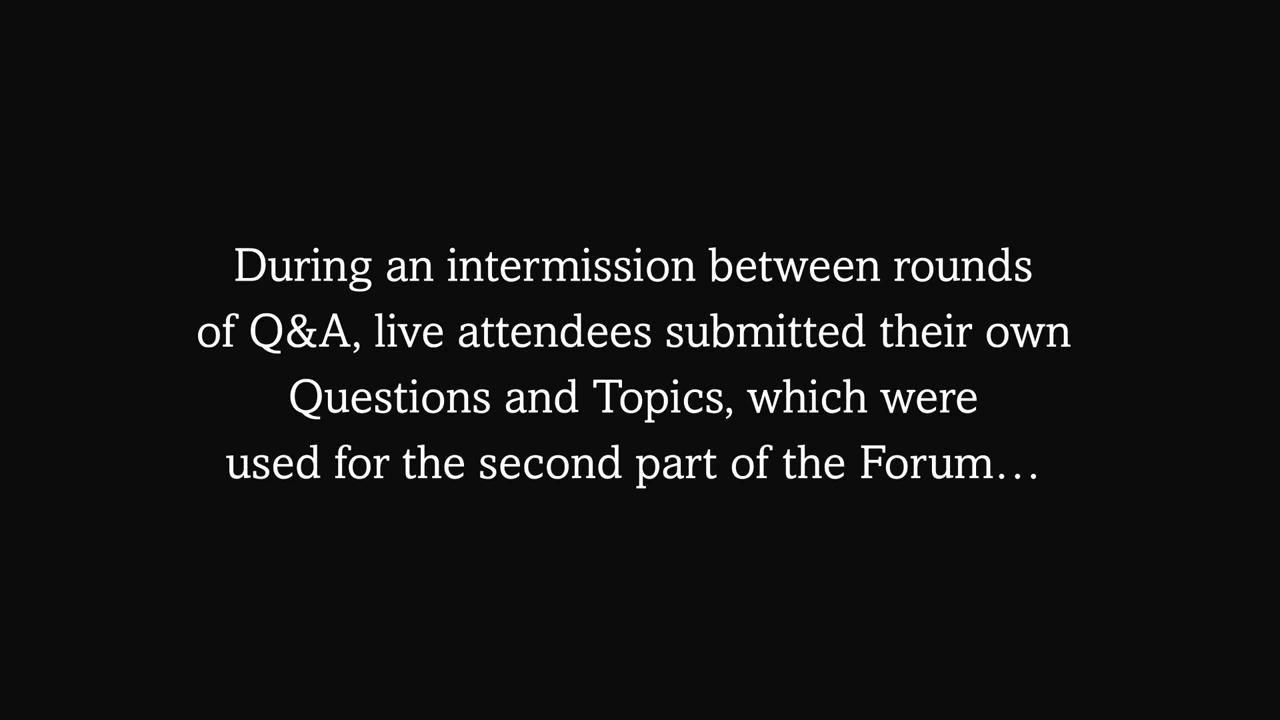 During an intermission between rounds
of Q&A, live attendees submitted their own
Questions and Topics, which were
used for the second part of the Forum…